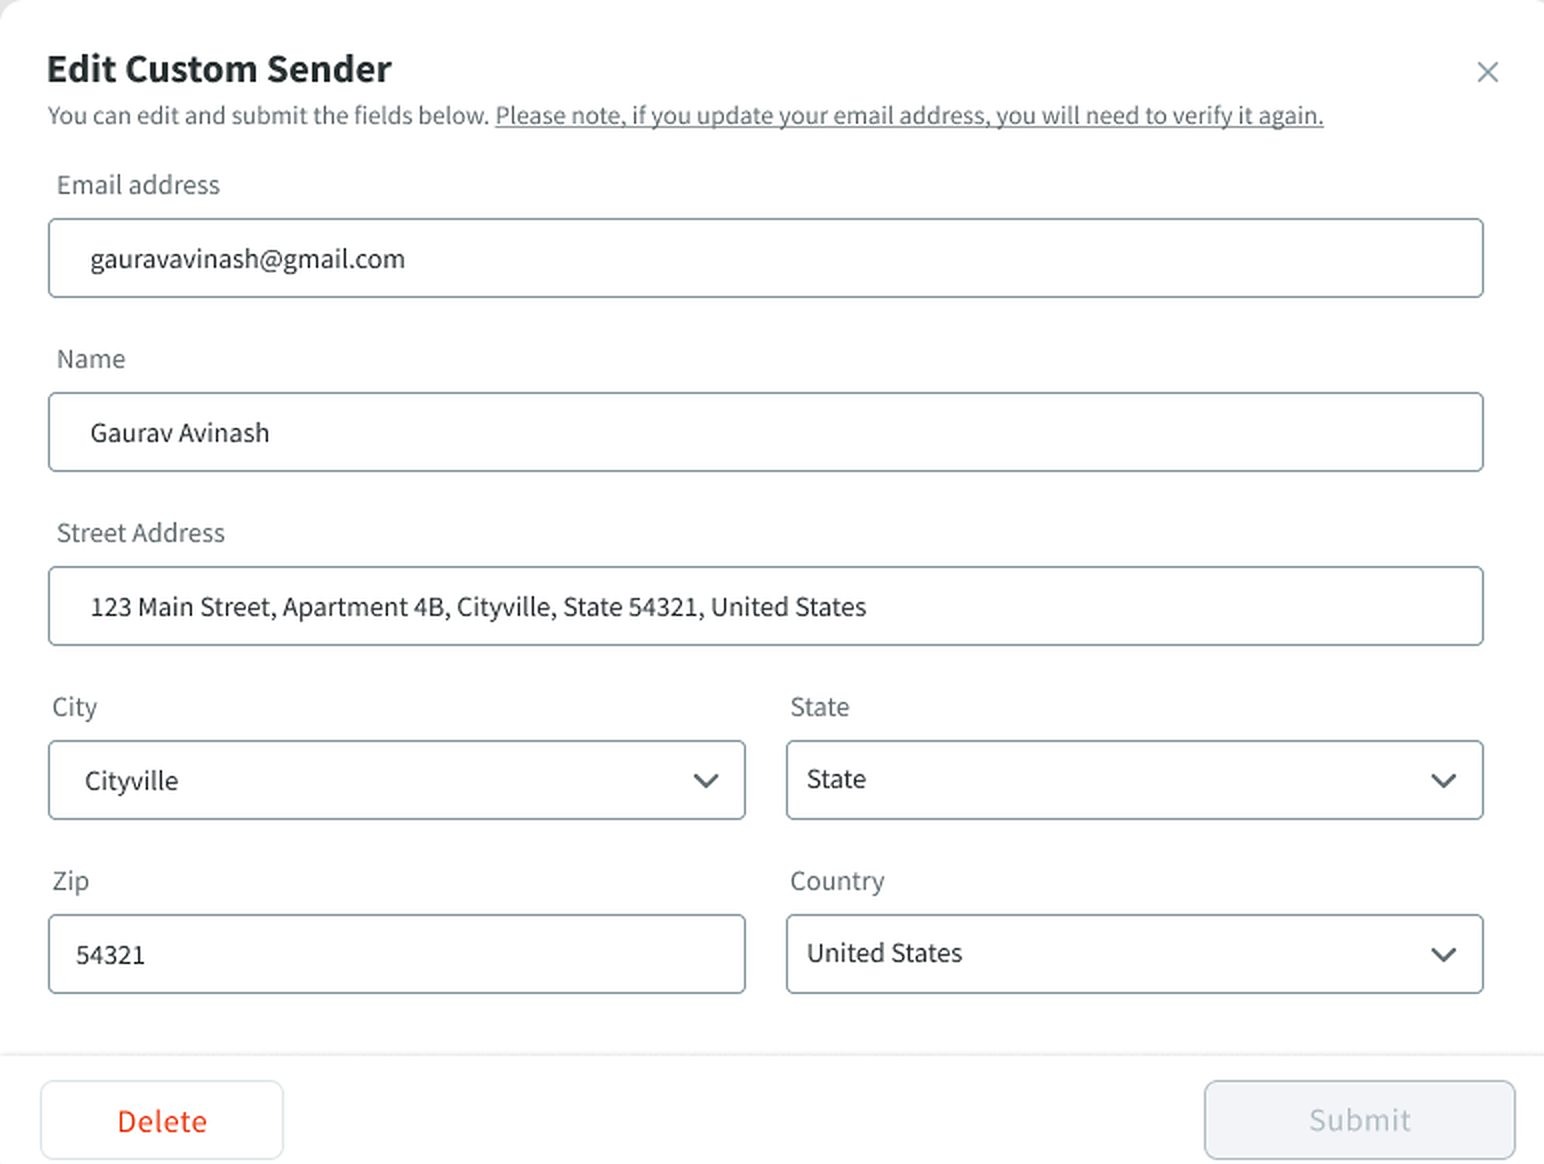 Edit Custom Sender
You can edit and submit the fields below. Please note, if you update your email address, you will need to verify it again.
Email address
gauravavinash@gmail.com
Name
Gaurav Avinash
Street Address
123 Main Street, Apartment 4B, Cityville, State 54321, United States
City
State
Cityville
State
Zip
Country
54321
United States
Delete
Submit